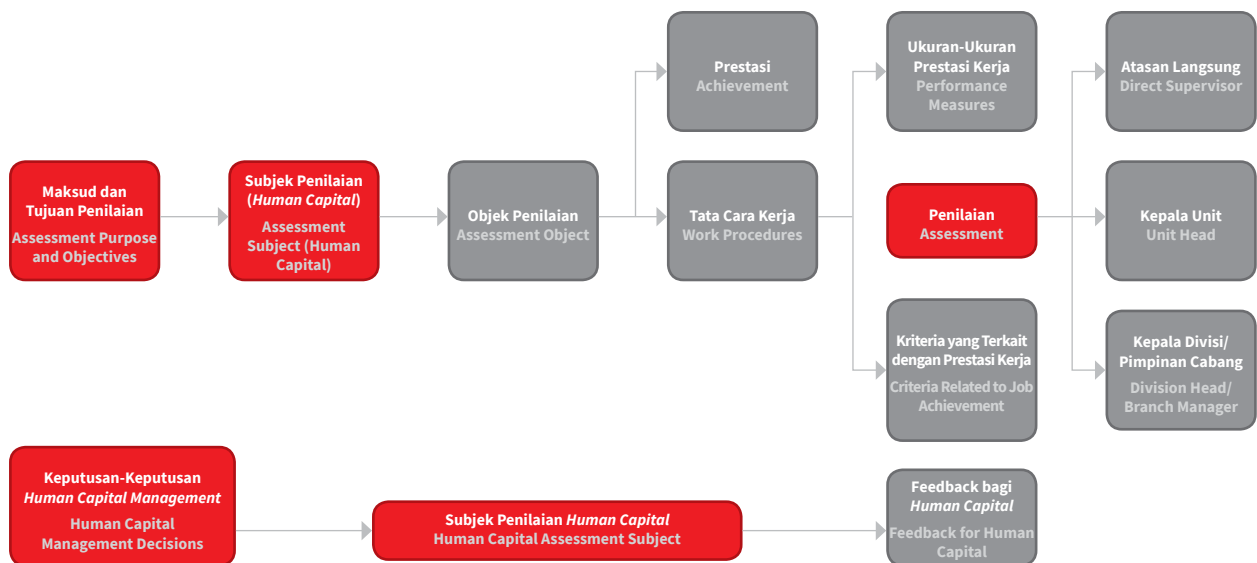 Maksud dan
Tujuan Penilaian
Assessment Purpose
and Objectives
Subjek Penilaian
(Human Capital)
Assessment
Subject (Human
Capital)
Objek Penilaian
Assessment Object
Prestasi
Achievement
Tata Cara Kerja
Work Procedures
Ukuran-Ukuran
Prestasi Kerja
Performance
Measures
Penilaian
Assessment
Kriteria yang Terkait
dengan Prestasi Kerja
Criteria Related to Job
Achievement
Atasan Langsung
Direct Supervisor
Kepala Unit
Unit Head
Kepala Divisi/
Pimpinan Cabang
Division Head/
Branch Manager
Keputusan-Keputusan
Human Capital Management
Human Capital
Management Decisions
Subjek Penilaian Human Capital
Human Capital Assessment Subject
Feedback bagi
Human Capital
Feedback for Human
Capital